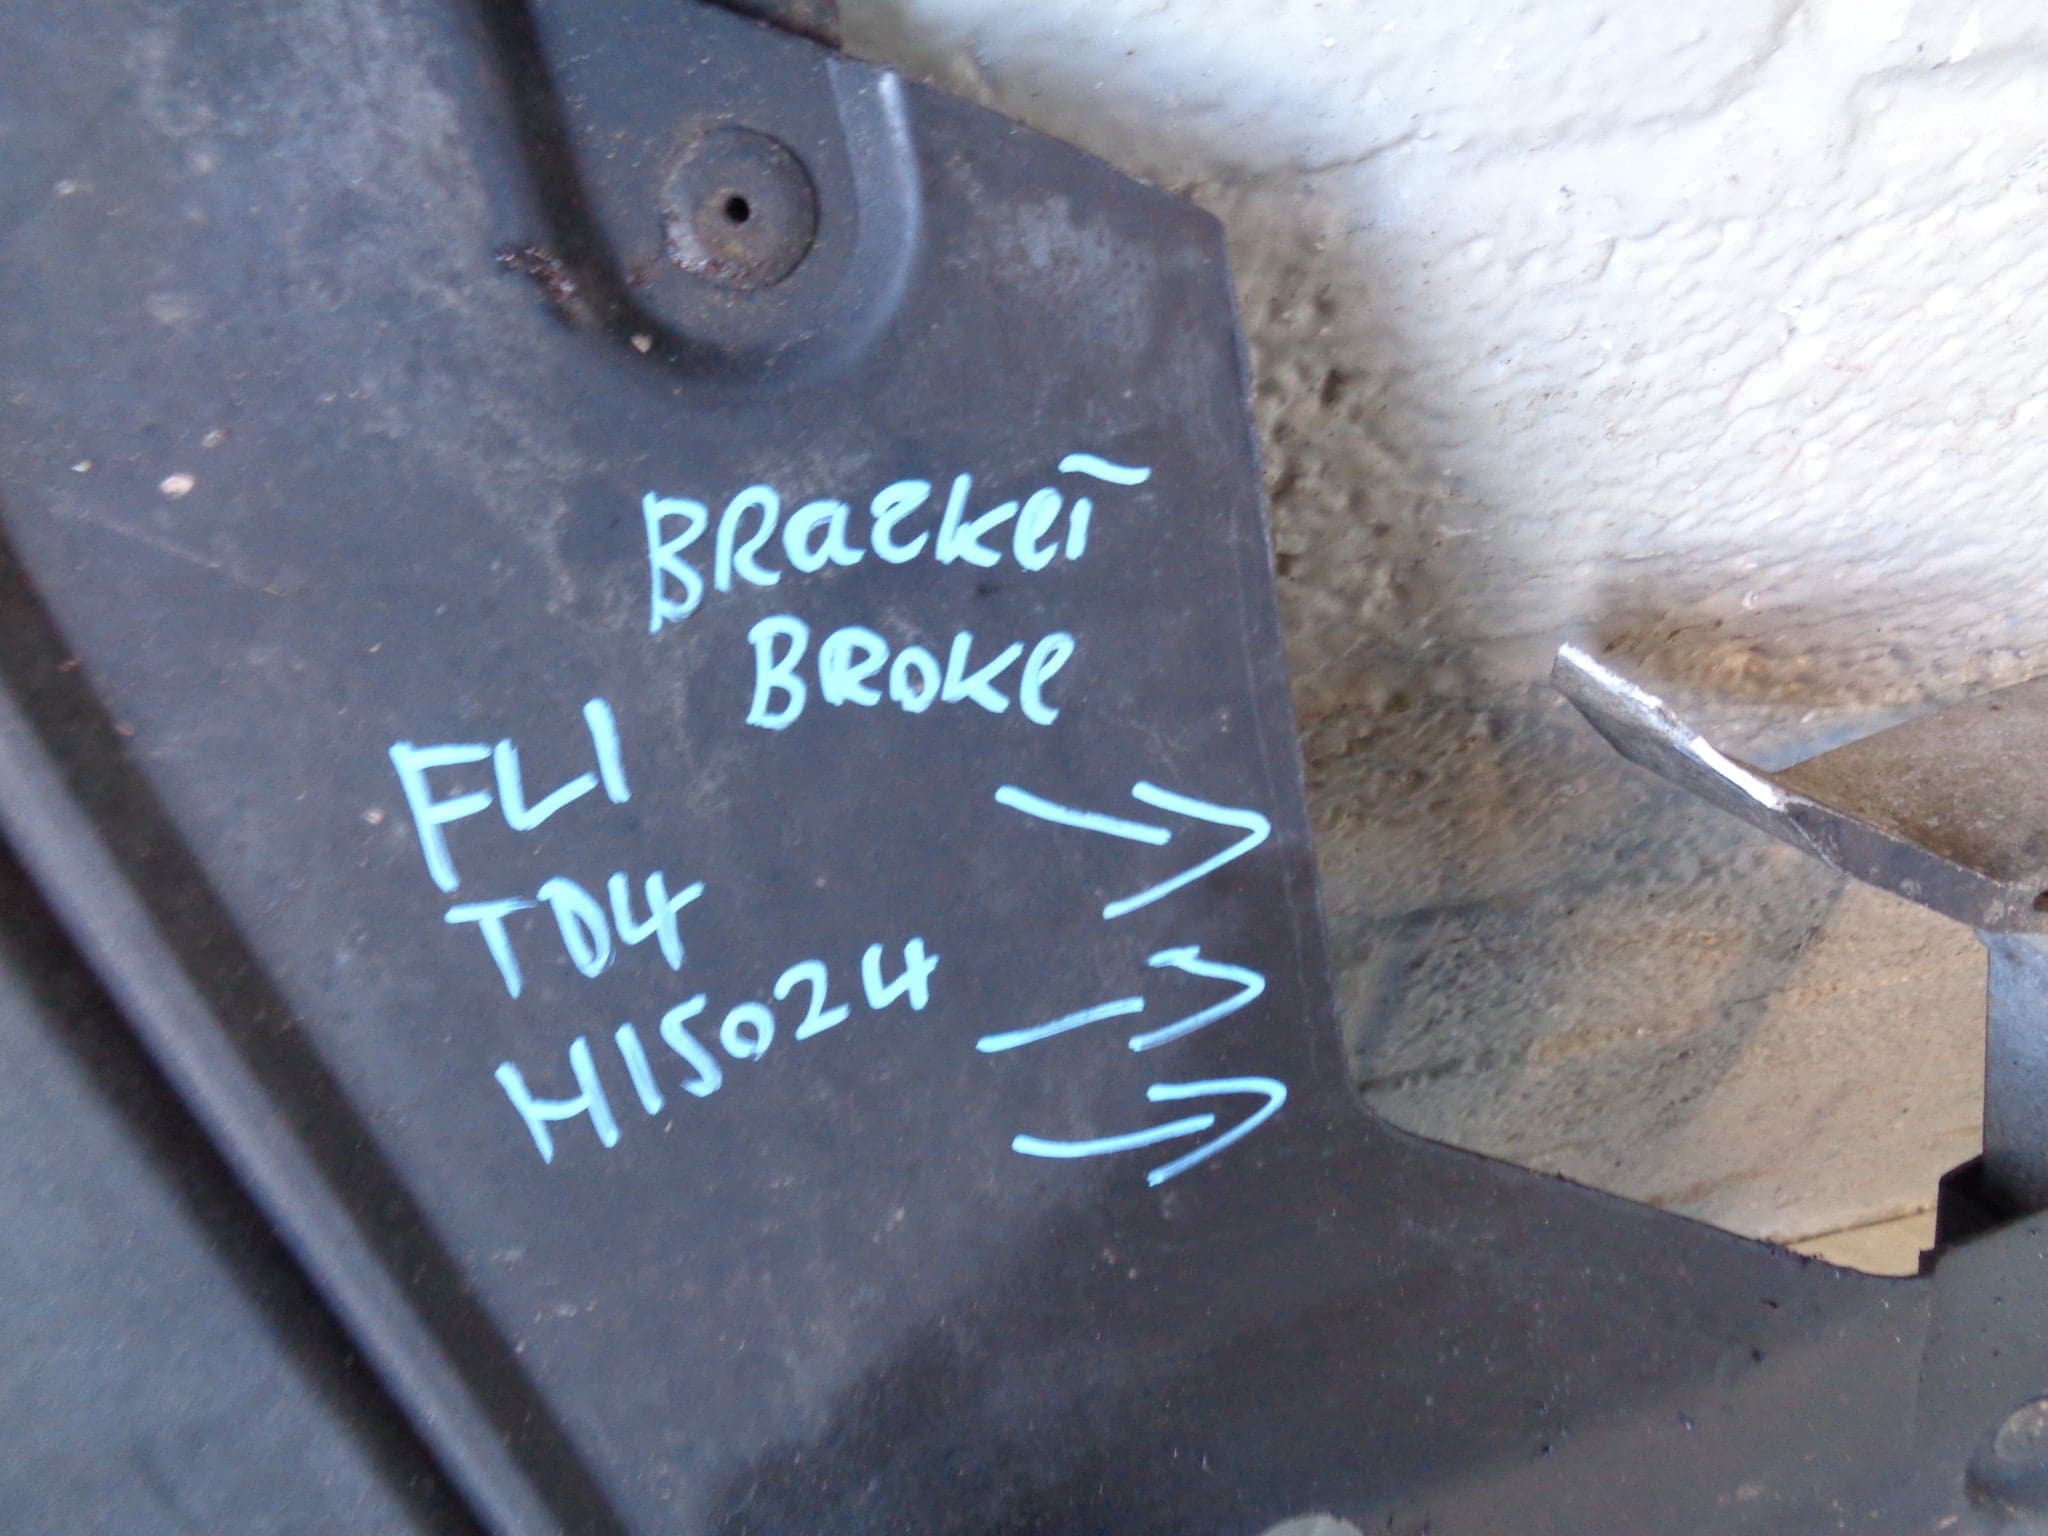 BRacket
BROKe
FL1
TD4
H15024